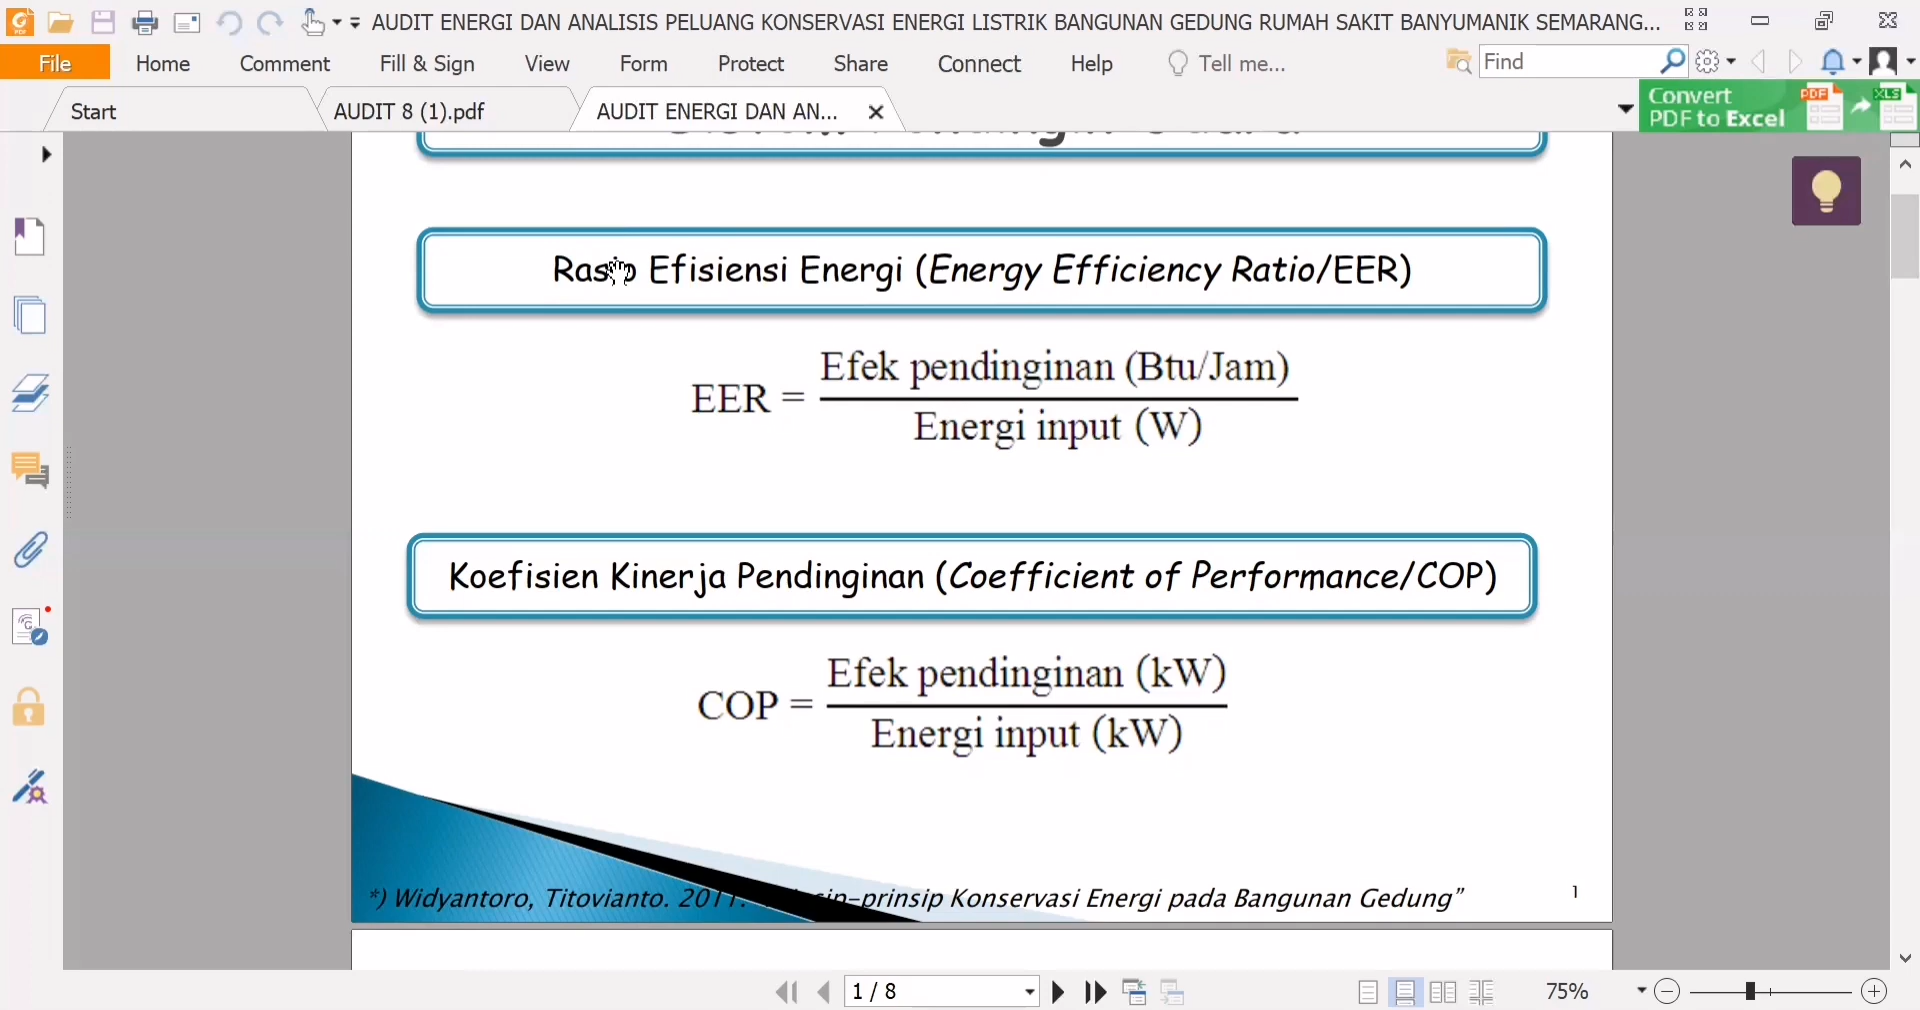 AUDIT ENERGI DAN ANALISIS PELUANG KONSERVASI ENERGI LISTRIK BANGUNAN GEDUNG RUMAH SAKIT BANYUMANIK SEMARANG...
File Home Comment Fill & Sign View Form Protect Share Connect Help Tell me... Find
Start AUDIT 8 (1).pdf AUDIT ENERGI DAN AN...
Convert
PDF to Excel
PDF XLS
Rasio Efisiensi Energi (Energy Efficiency Ratio/EER)
Efek pendinginan (Btu/Jam)
EER =
Energi input (W)
Koefisien Kinerja Pendinginan (Coefficient of Performance/COP)
Efek pendinginan (kW)
COP =
Energi input (kW)
*) Widyantoro, Titovianto. 2011. -prinsip Konservasi Energi pada Bangunan Gedung”
1
1 / 8
75%